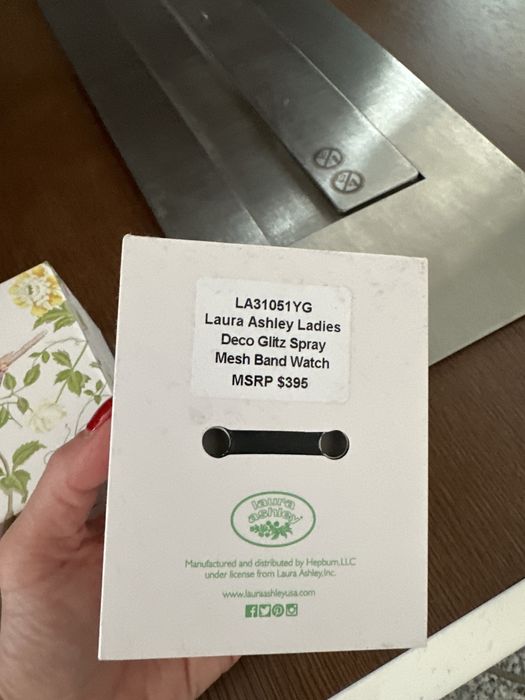 LA31051YG
Laura Ashley Ladies
Deco Glitz Spray
Mesh Band Watch
MSRP $395
laura
ashley
Manufactured and distributed by Hepburn, LLC
under license from Laura Ashley, Inc.
www.lauraashleyusa.com